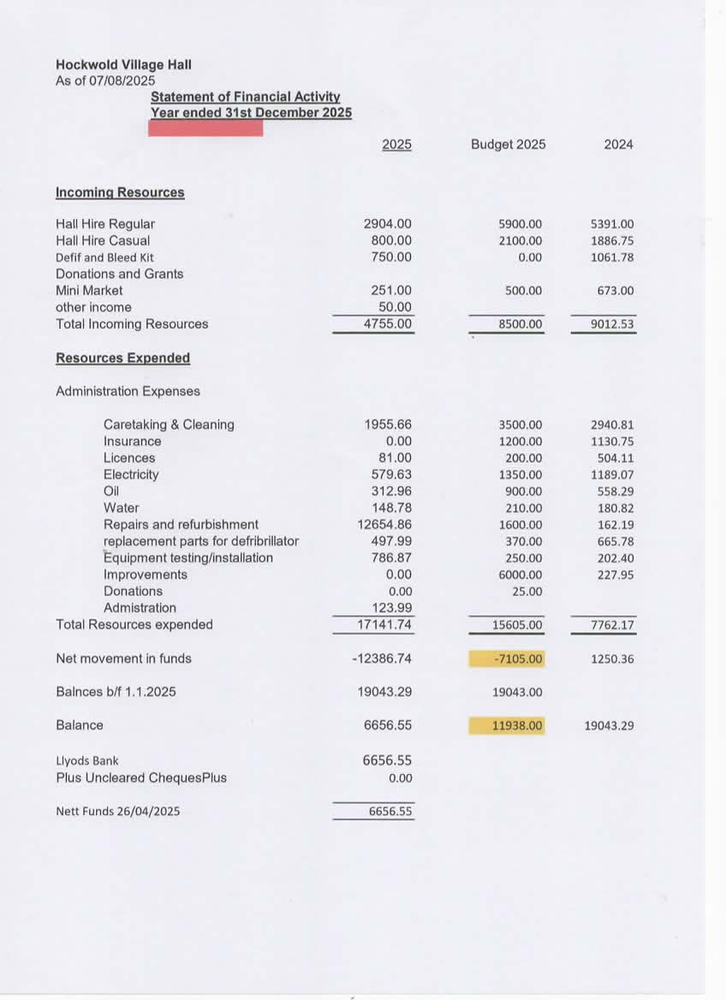 Hockwold Village Hall
As of 07/08/2025
Statement of Financial Activity
Year ended 31st December 2025
2025 Budget 2025 2024
Incoming Resources
Hall Hire Regular 2904.00 5900.00 5391.00
Hall Hire Casual 800.00 2100.00 1886.75
Defif and Bleed Kit 750.00 0.00 1061.78
Donations and Grants
Mini Market 251.00 500.00 673.00
other income 50.00
Total Incoming Resources 4755.00 8500.00 9012.53
Resources Expended
Administration Expenses
Caretaking & Cleaning 1955.66 3500.00 2940.81
Insurance 0.00 1200.00 1130.75
Licences 81.00 200.00 504.11
Electricity 579.63 1350.00 1189.07
Oil 312.96 900.00 558.29
Water 148.78 210.00 180.82
Repairs and refurbishment 12654.86 1600.00 162.19
replacement parts for defribrillator 497.99 370.00 665.78
Equipment testing/installation 786.87 250.00 202.40
Improvements 0.00 6000.00 227.95
Donations 0.00 25.00
Admistration 123.99
Total Resources expended 17141.74 15605.00 7762.17
Net movement in funds -12386.74 -7105.00 1250.36
Balnces b/f 1.1.2025 19043.29 19043.00
Balance 6656.55 11938.00 19043.29
Llyods Bank 6656.55
Plus Uncleared ChequesPlus 0.00
Nett Funds 26/04/2025 6656.55